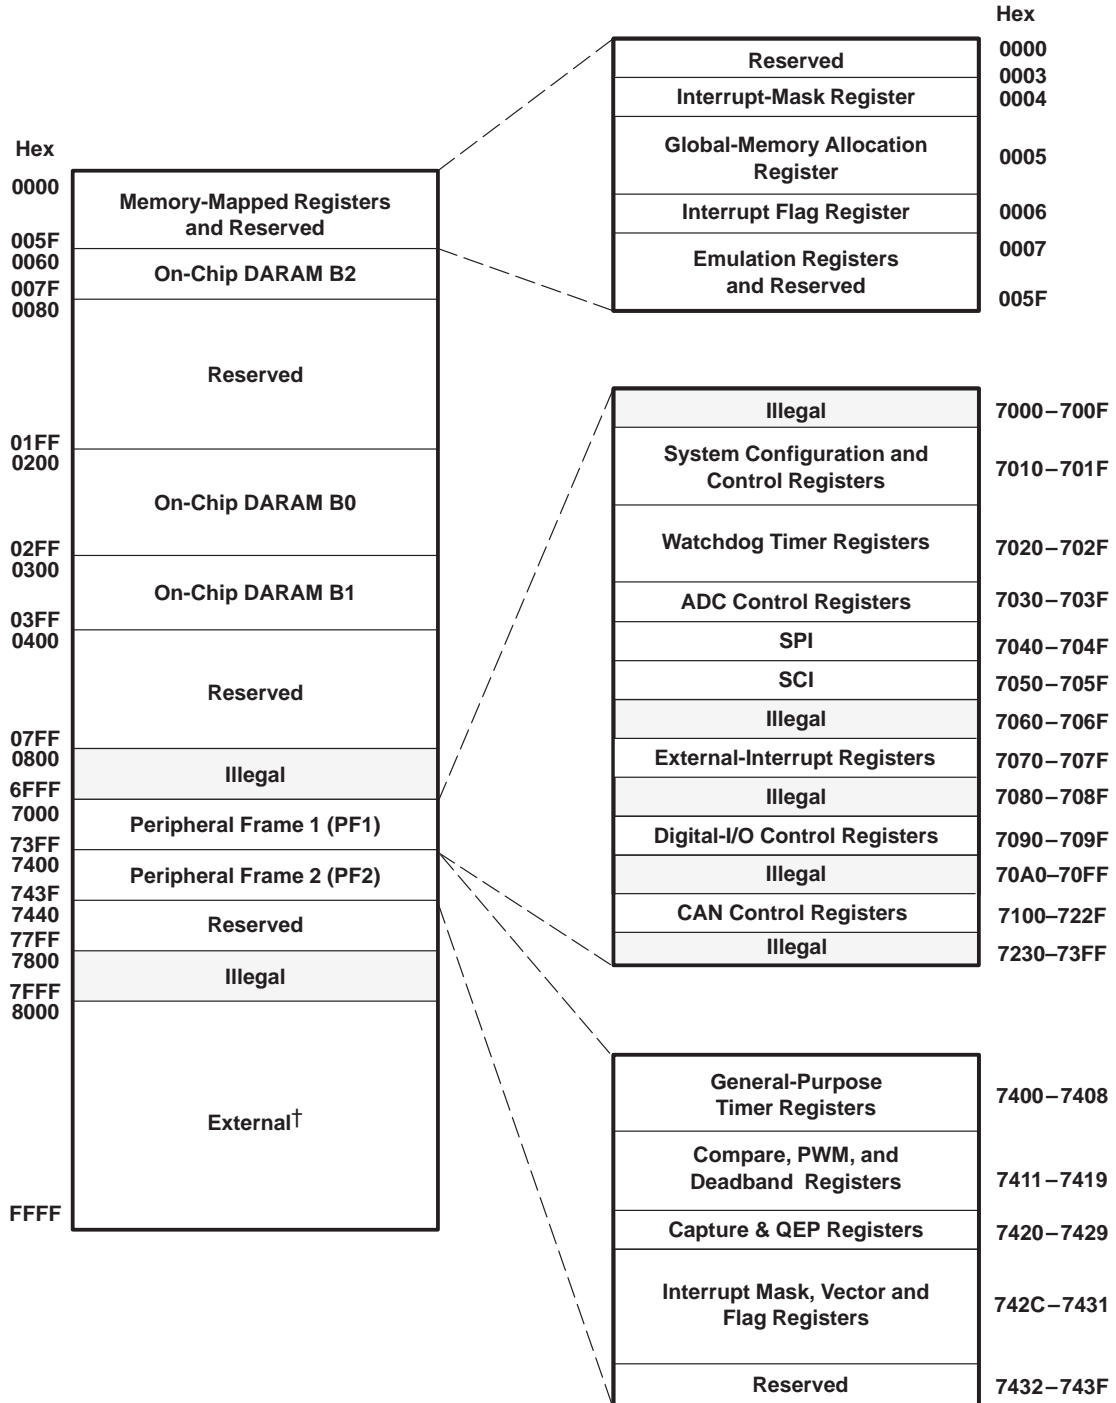 Hex
0000
Memory-Mapped Registers
and Reserved
005F
0060
On-Chip DARAM B2
007F
0080
Reserved
01FF
0200
On-Chip DARAM B0
02FF
0300
On-Chip DARAM B1
03FF
0400
Reserved
07FF
0800
Illegal
6FFF
7000
Peripheral Frame 1 (PF1)
73FF
7400
Peripheral Frame 2 (PF2)
743F
7440
Reserved
77FF
7800
Illegal
7FFF
8000
External†
FFFF
Hex
Reserved
0000
0003
Interrupt-Mask Register
0004
Global-Memory Allocation
Register
0005
Interrupt Flag Register
0006
Emulation Registers
and Reserved
0007
005F
Illegal
7000–700F
System Configuration and
Control Registers
7010–701F
Watchdog Timer Registers
7020–702F
ADC Control Registers
7030–703F
SPI
7040–704F
SCI
7050–705F
Illegal
7060–706F
External-Interrupt Registers
7070–707F
Illegal
7080–708F
Digital-I/O Control Registers
7090–709F
Illegal
70A0–70FF
CAN Control Registers
7100–722F
Illegal
7230–73FF
General-Purpose
Timer Registers
7400–7408
Compare, PWM, and
Deadband Registers
7411–7419
Capture & QEP Registers
7420–7429
Interrupt Mask, Vector and
Flag Registers
742C–7431
Reserved
7432–743F